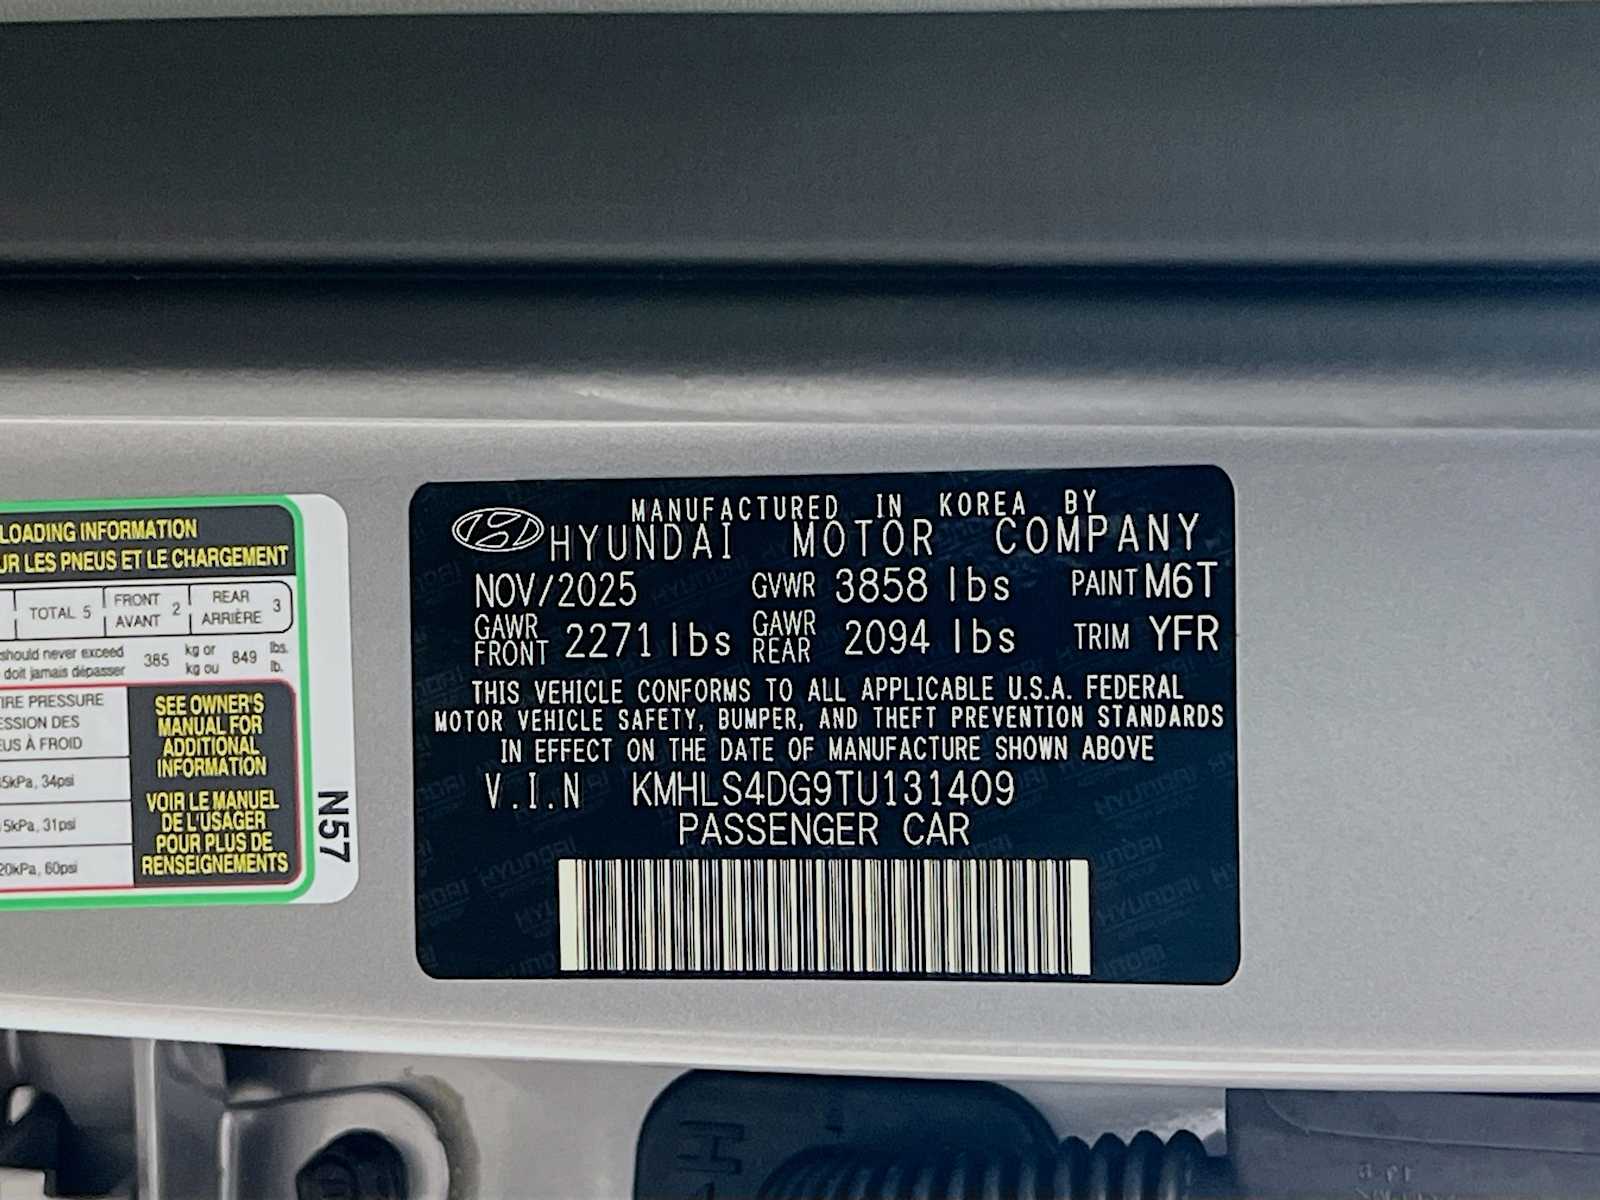 LOADING INFORMATION
UR LES PNEUS ET LE CHARGEMENT
TOTAL 5
FRONT
AVANT
2
REAR
ARRIÈRE
3
should never exceed
doit jamais dépasser
385
kg or
kg ou
849
lbs.
lb.
TIRE PRESSURE
ESSION DES
EUS À FROID
5kPa, 34psi
5kPa, 31psi
20kPa, 60psi
SEE OWNER'S
MANUAL FOR
ADDITIONAL
INFORMATION
VOIR LE MANUEL
DE L'USAGER
POUR PLUS DE
RENSEIGNEMENTS
N57
MANUFACTURED IN KOREA BY
HYUNDAI MOTOR COMPANY
NOV/2025 GVWR 3858 lbs PAINT M6T
GAWR FRONT 2271 lbs GAWR REAR 2094 lbs TRIM YFR
THIS VEHICLE CONFORMS TO ALL APPLICABLE U.S.A. FEDERAL
MOTOR VEHICLE SAFETY, BUMPER, AND THEFT PREVENTION STANDARDS
IN EFFECT ON THE DATE OF MANUFACTURE SHOWN ABOVE
V.I.N KMHLS4DG9TU131409
PASSENGER CAR